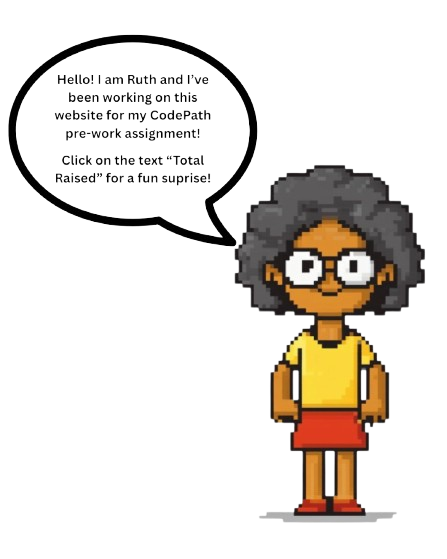 Hello! I am Ruth and I've
been working on this
website for my CodePath
pre-work assignment!
Click on the text “Total
Raised” for a fun suprise!